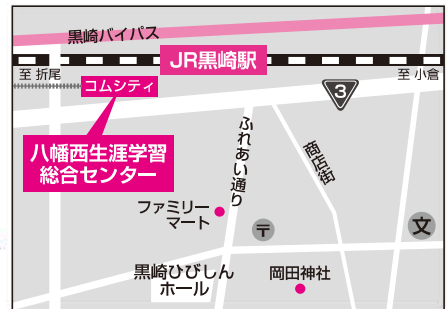 黒崎バイパス
JR黒崎駅
至 折尾
至 小倉
コムシティ
3
八幡西生涯学習
総合センター
ふれあい通り
商店街
ファミリー
マート
〒
文
黒崎ひびしん
ホール
岡田神社